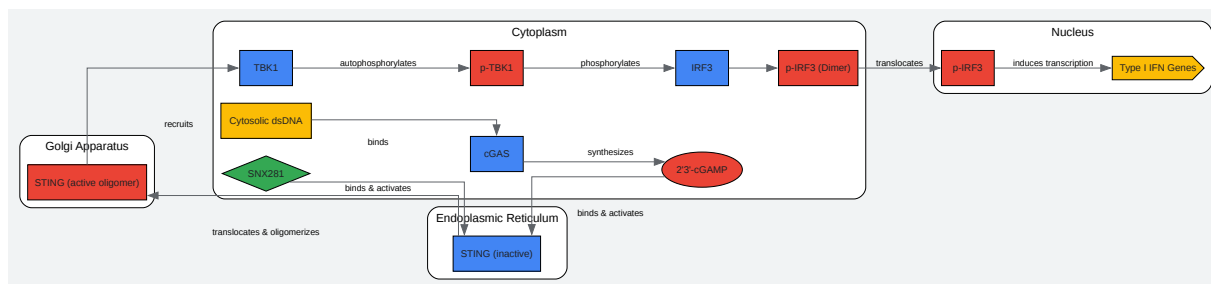 Cytoplasm
Nucleus
TBK1
autophosphorylates
p-TBK1
phosphorylates
IRF3
p-IRF3 (Dimer)
translocates
p-IRF3
induces transcription
Type I IFN Genes
Cytosolic dsDNA
recruits
binds
Golgi Apparatus
cGAS
synthesizes
2'3'-cGAMP
SNX281
STING (active oligomer)
binds & activates
Endoplasmic Reticulum
binds & activates
translocates & oligomerizes
STING (inactive)